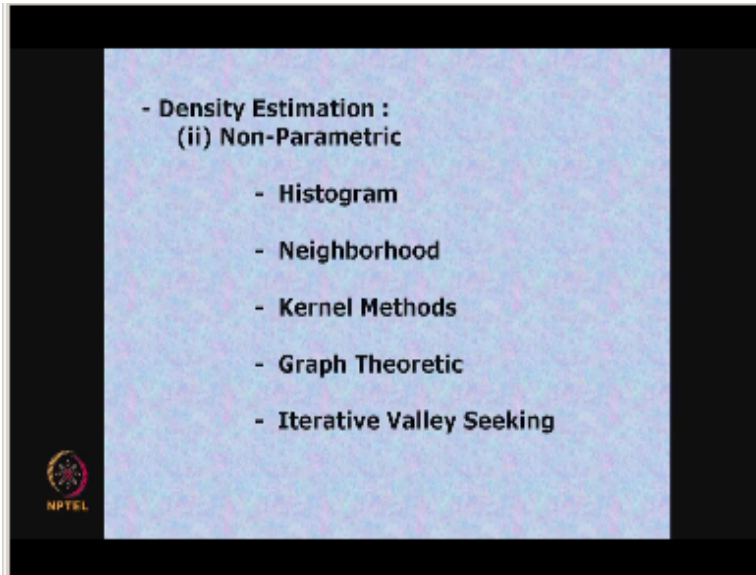 - Density Estimation :
(ii) Non-Parametric
- Histogram
- Neighborhood
- Kernel Methods
- Graph Theoretic
- Iterative Valley Seeking
NPTEL